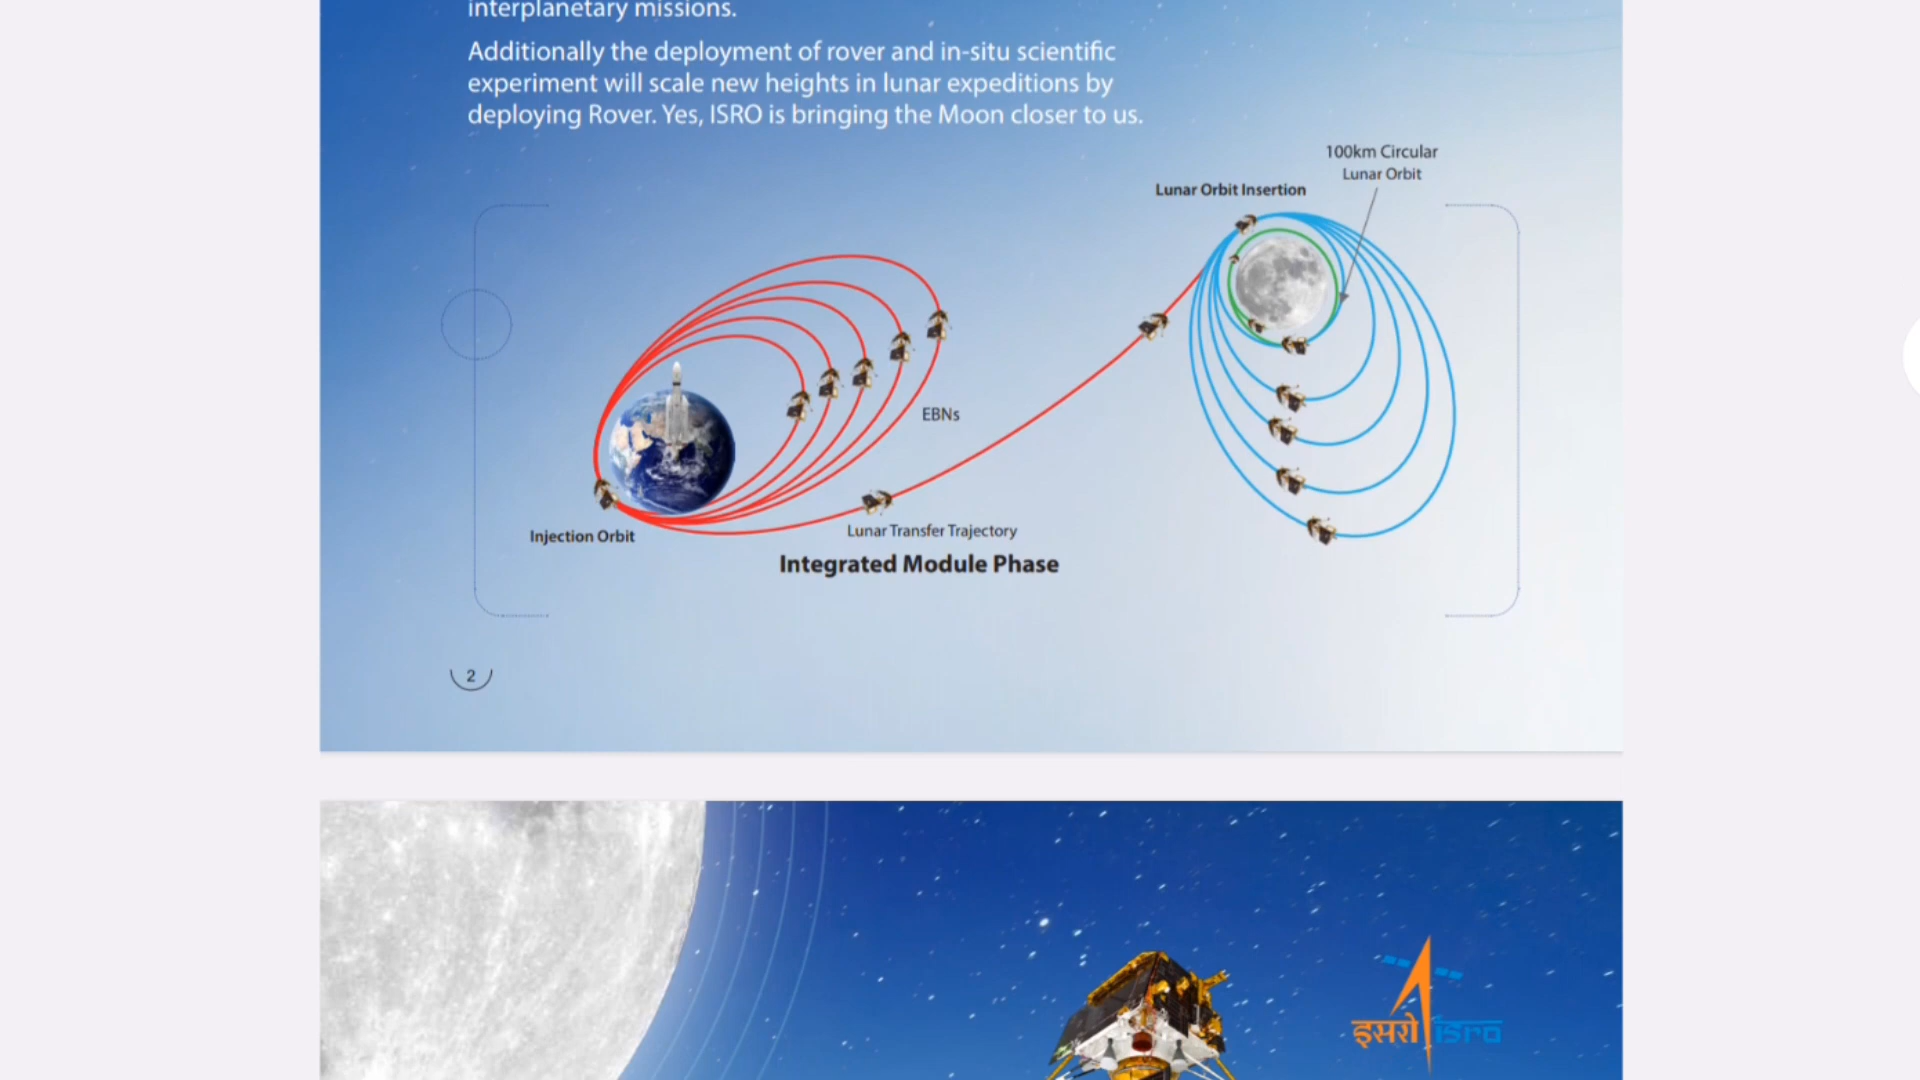 interplanetary missions.
Additionally the deployment of rover and in-situ scientific
experiment will scale new heights in lunar expeditions by
deploying Rover. Yes, ISRO is bringing the Moon closer to us.
100km Circular
Lunar Orbit
Lunar Orbit Insertion
EBNs
Injection Orbit
Lunar Transfer Trajectory
Integrated Module Phase
2
इसरो isro